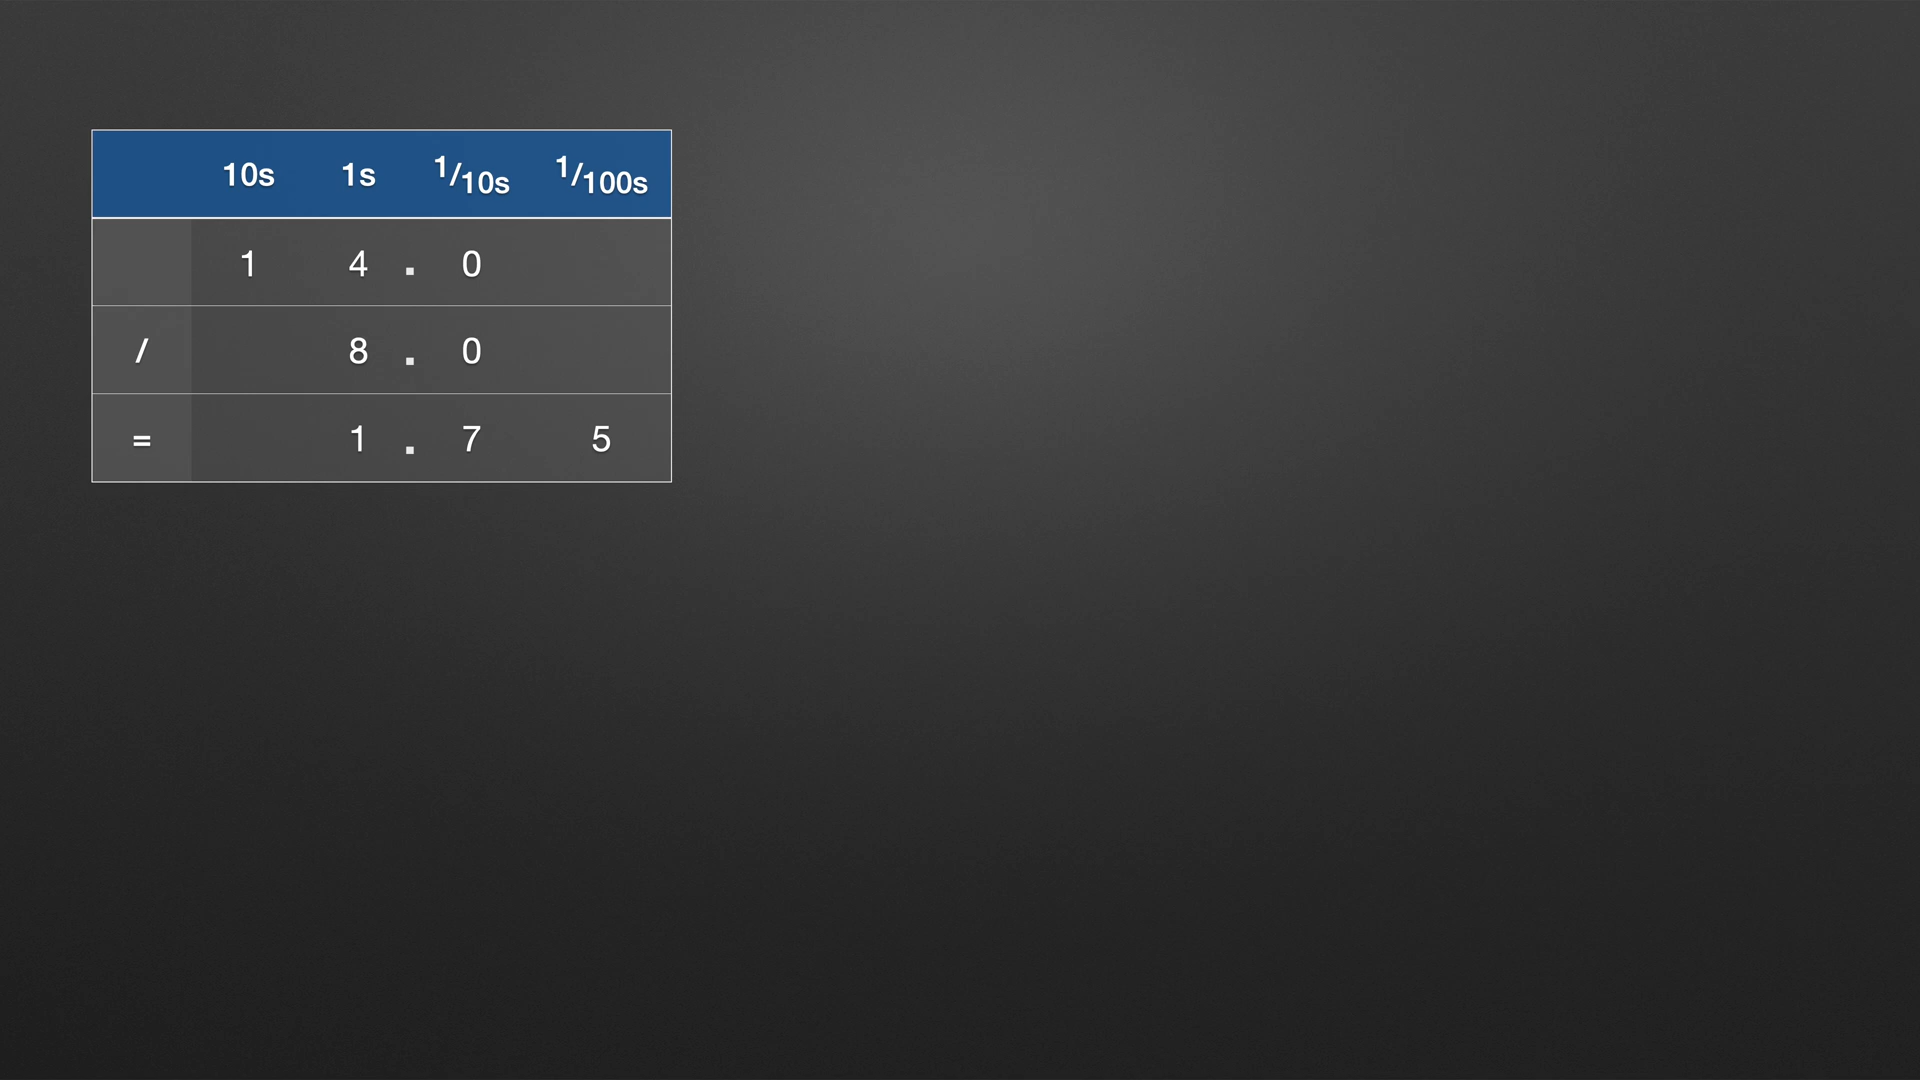 10s 1s 1/10s 1/100s
1 4 . 0
/ 8 . 0
= 1 . 7 5